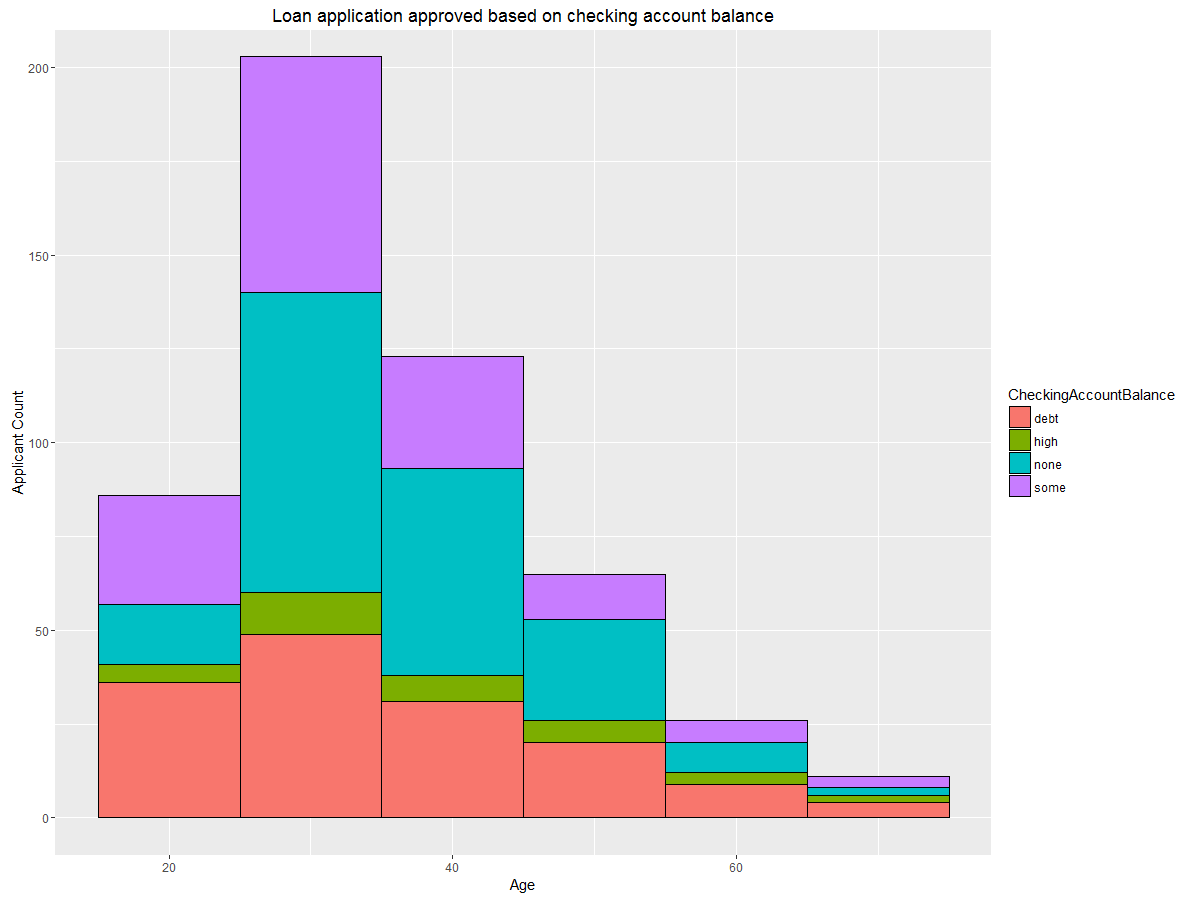 Loan application approved based on checking account balance
200
150
100
50
0
Applicant Count
20
40
60
Age
CheckingAccountBalance
debt
high
none
some